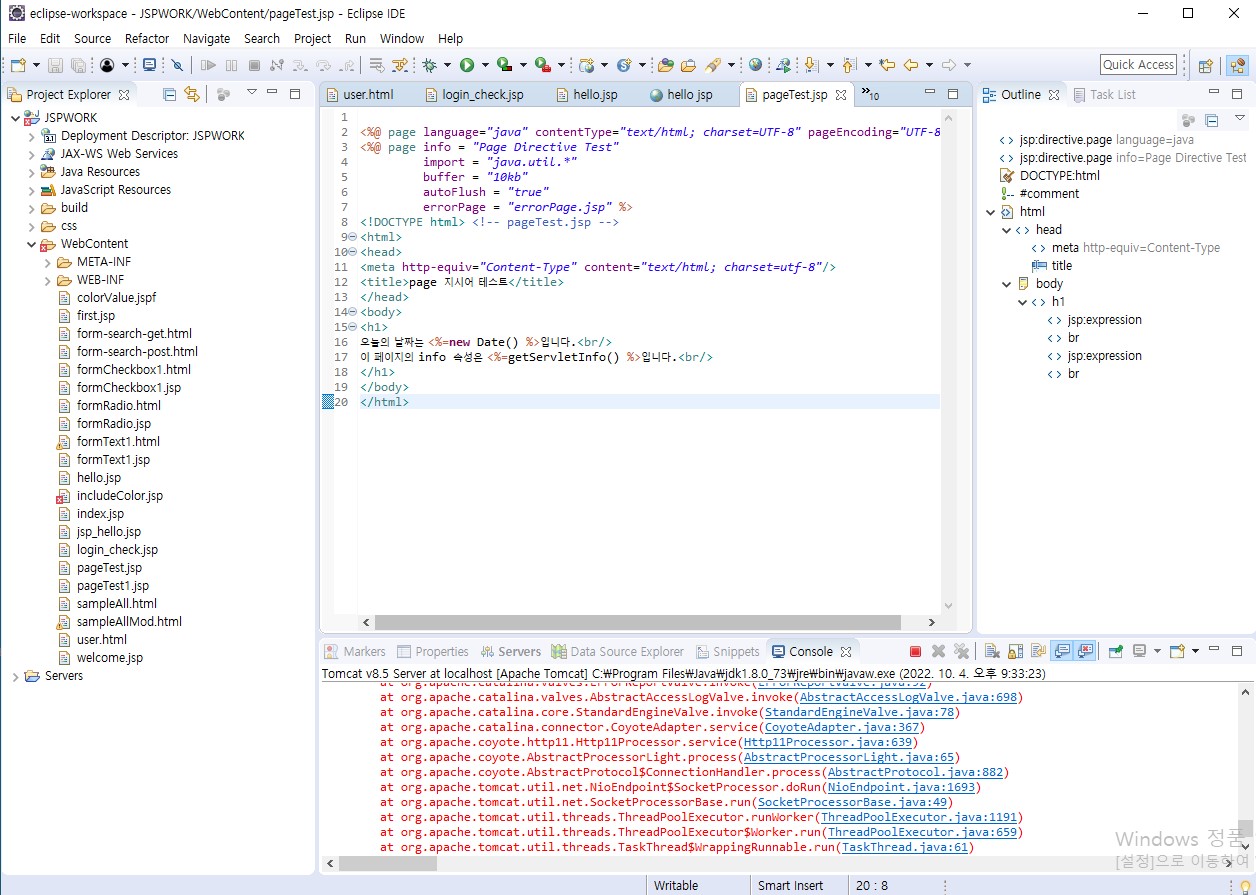 eclipse-workspace - JSPWORK/WebContent/pageTest.jsp - Eclipse IDE
File Edit Source Refactor Navigate Search Project Run Window Help
Quick Access
Project Explorer
JSPWORK
Deployment Descriptor: JSPWORK
JAX-WS Web Services
Java Resources
JavaScript Resources
build
css
WebContent
META-INF
WEB-INF
colorValue.jspf
first.jsp
form-search-get.html
form-search-post.html
formCheckbox1.html
formCheckbox1.jsp
formRadio.html
formRadio.jsp
formText1.html
formText1.jsp
hello.jsp
includeColor.jsp
index.jsp
jsp_hello.jsp
login_check.jsp
pageTest.jsp
pageTest1.jsp
sampleAll.html
sampleAllMod.html
user.html
welcome.jsp
Servers
user.html login_check.jsp hello.jsp hello jsp pageTest.jsp »10
1
2 <%@ page language="java" contentType="text/html; charset=UTF-8" pageEncoding="UTF-8
3 <%@ page info = "Page Directive Test"
4 import = "java.util.*"
5 buffer = "10kb"
6 autoFlush = "true"
7 errorPage = "errorPage.jsp" %>
8 <!DOCTYPE html> <!-- pageTest.jsp -->
9 <html>
10 <head>
11 <meta http-equiv="Content-Type" content="text/html; charset=utf-8"/>
12 <title>page 지시어 테스트</title>
13 </head>
14 <body>
15 <h1>
16 오늘의 날짜는 <%=new Date() %>입니다.<br/>
17 이 페이지의 info 속성은 <%=getServletInfo() %>입니다.<br/>
18 </h1>
19 </body>
20 </html>
Outline Task List
jsp:directive.page language=java
jsp:directive.page info=Page Directive Test
DOCTYPE:html
#comment
html
head
meta http-equiv=Content-Type
title
body
h1
jsp:expression
br
jsp:expression
br
Markers Properties Servers Data Source Explorer Snippets Console
Tomcat v8.5 Server at localhost [Apache Tomcat] C:₩Program Files₩Java₩jdk1.8.0_73₩jre₩bin₩javaw.exe (2022. 10. 4. 오후 9:33:23)
at org.apache.catalina.valves.ErrorReportValve.invoke(ErrorReportValve.java:92)
at org.apache.catalina.valves.AbstractAccessLogValve.invoke(AbstractAccessLogValve.java:698)
at org.apache.catalina.core.StandardEngineValve.invoke(StandardEngineValve.java:78)
at org.apache.catalina.connector.CoyoteAdapter.service(CoyoteAdapter.java:367)
at org.apache.coyote.http11.Http11Processor.service(Http11Processor.java:639)
at org.apache.coyote.AbstractProcessorLight.process(AbstractProcessorLight.java:65)
at org.apache.coyote.AbstractProtocol$ConnectionHandler.process(AbstractProtocol.java:882)
at org.apache.tomcat.util.net.NioEndpoint$SocketProcessor.doRun(NioEndpoint.java:1693)
at org.apache.tomcat.util.net.SocketProcessorBase.run(SocketProcessorBase.java:49)
at org.apache.tomcat.util.threads.ThreadPoolExecutor.runWorker(ThreadPoolExecutor.java:1191)
at org.apache.tomcat.util.threads.ThreadPoolExecutor$Worker.run(ThreadPoolExecutor.java:659)
at org.apache.tomcat.util.threads.TaskThread$WrappingRunnable.run(TaskThread.java:61)
Windows 정품
[설정]으로 이동하여
Writable Smart Insert 20 : 8